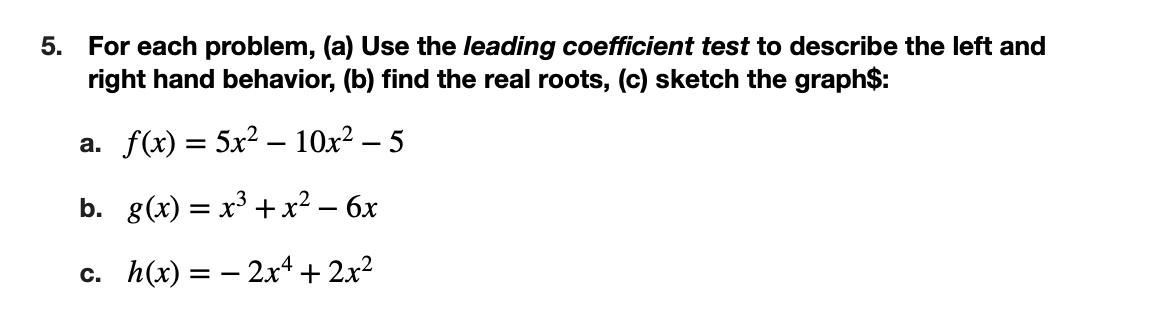 5. For each problem, (a) Use the leading coefficient test to describe the left and
right hand behavior, (b) find the real roots, (c) sketch the graph$:
a. f(x) = 5x² – 10x² – 5
b. g(x) = x³ + x² – 6x
c. h(x) = – 2x⁴ + 2x²